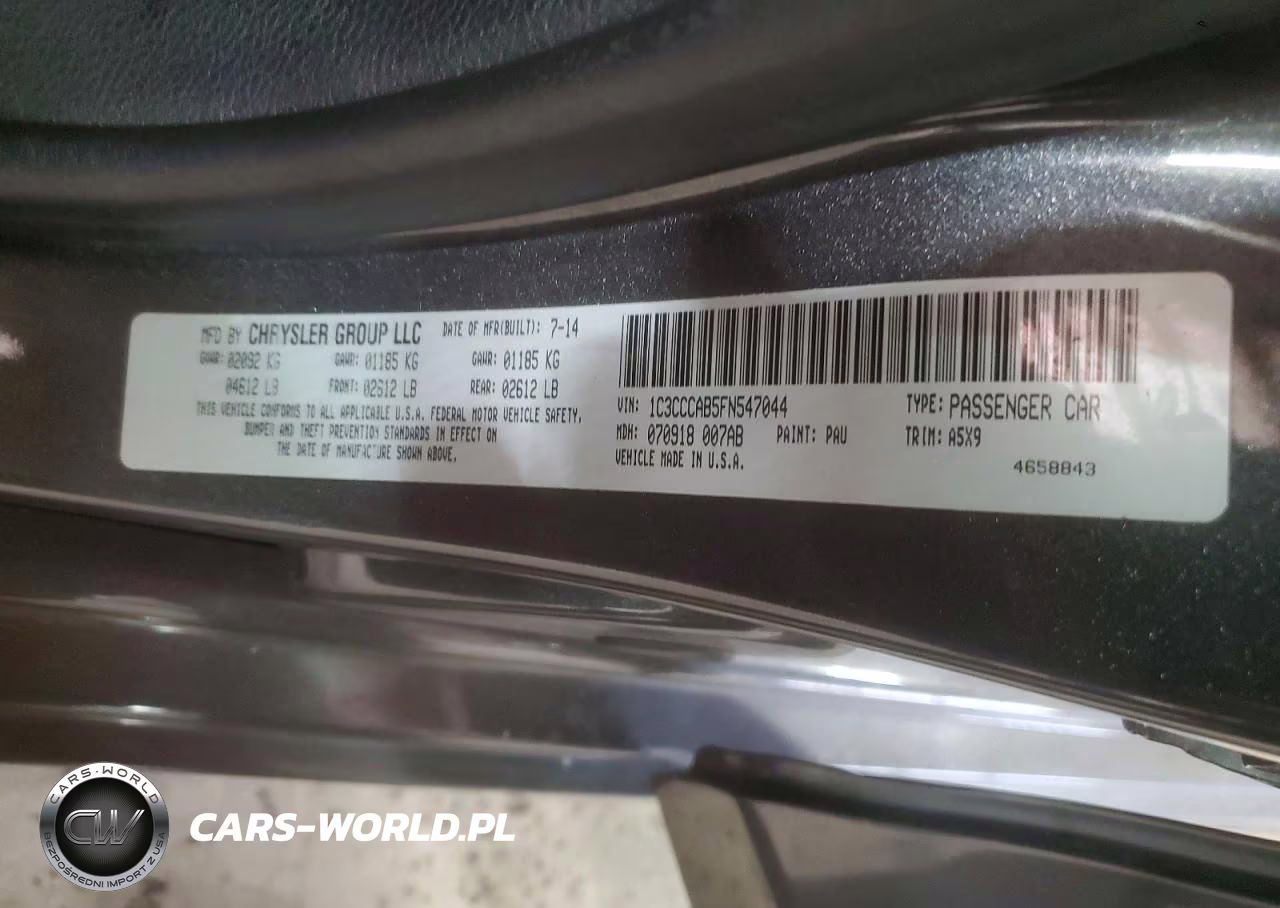 MFD BY CHRYSLER GROUP LLC DATE OF MFR(BUILT): 7-14
GVWR: 02092 KG GAWR: 01185 KG GAWR: 01185 KG
04612 LB FRONT: 02612 LB REAR: 02612 LB
THIS VEHICLE CONFORMS TO ALL APPLICABLE U.S.A. FEDERAL MOTOR VEHICLE SAFETY,
BUMPER AND THEFT PREVENTION STANDARDS IN EFFECT ON
THE DATE OF MANUFACTURE SHOWN ABOVE.
VIN: 1C3CCCAB5FN547044 TYPE: PASSENGER CAR
MDH: 070918 007AB PAINT: PAU TRIM: A5X9
VEHICLE MADE IN U.S.A.
4658843
CARS-WORLD
CW
BEZPOŚREDNI IMPORT Z USA
CARS-WORLD.PL